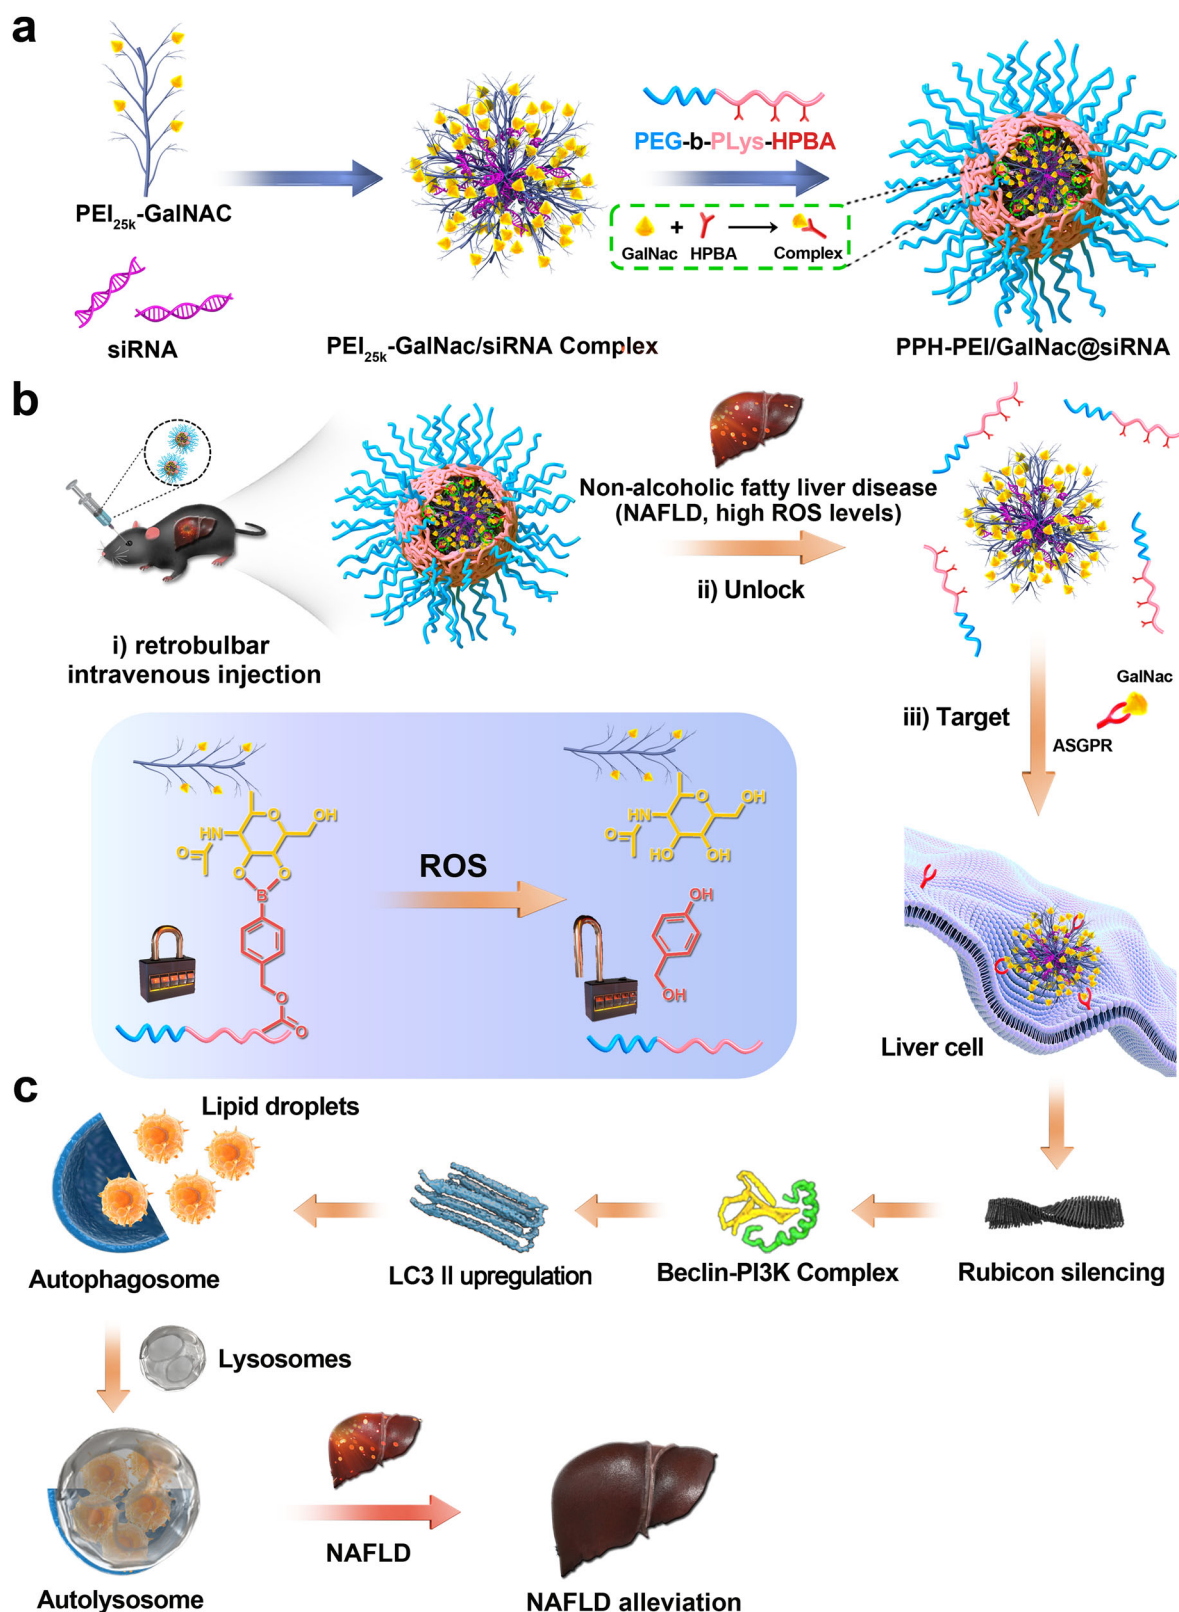 a
PEI25k-GalNAC
siRNA
PEI25k-GalNac/siRNA Complex
PEG-b-PLys-HPBA
GalNac + HPBA Complex
PPH-PEI/GalNac@siRNA
b
i) retrobulbar
intravenous injection
Non-alcoholic fatty liver disease
(NAFLD, high ROS levels)
ii) Unlock
iii) Target
GalNac
ASGPR
Liver cell
O
OH
HN
O
O
O
B
O
O
ROS
O
OH
HN
O
HO
OH
OH
OH
c
Lipid droplets
Autophagosome
LC3 II upregulation
Beclin-PI3K Complex
Rubicon silencing
Lysosomes
Autolysosome
NAFLD
NAFLD alleviation